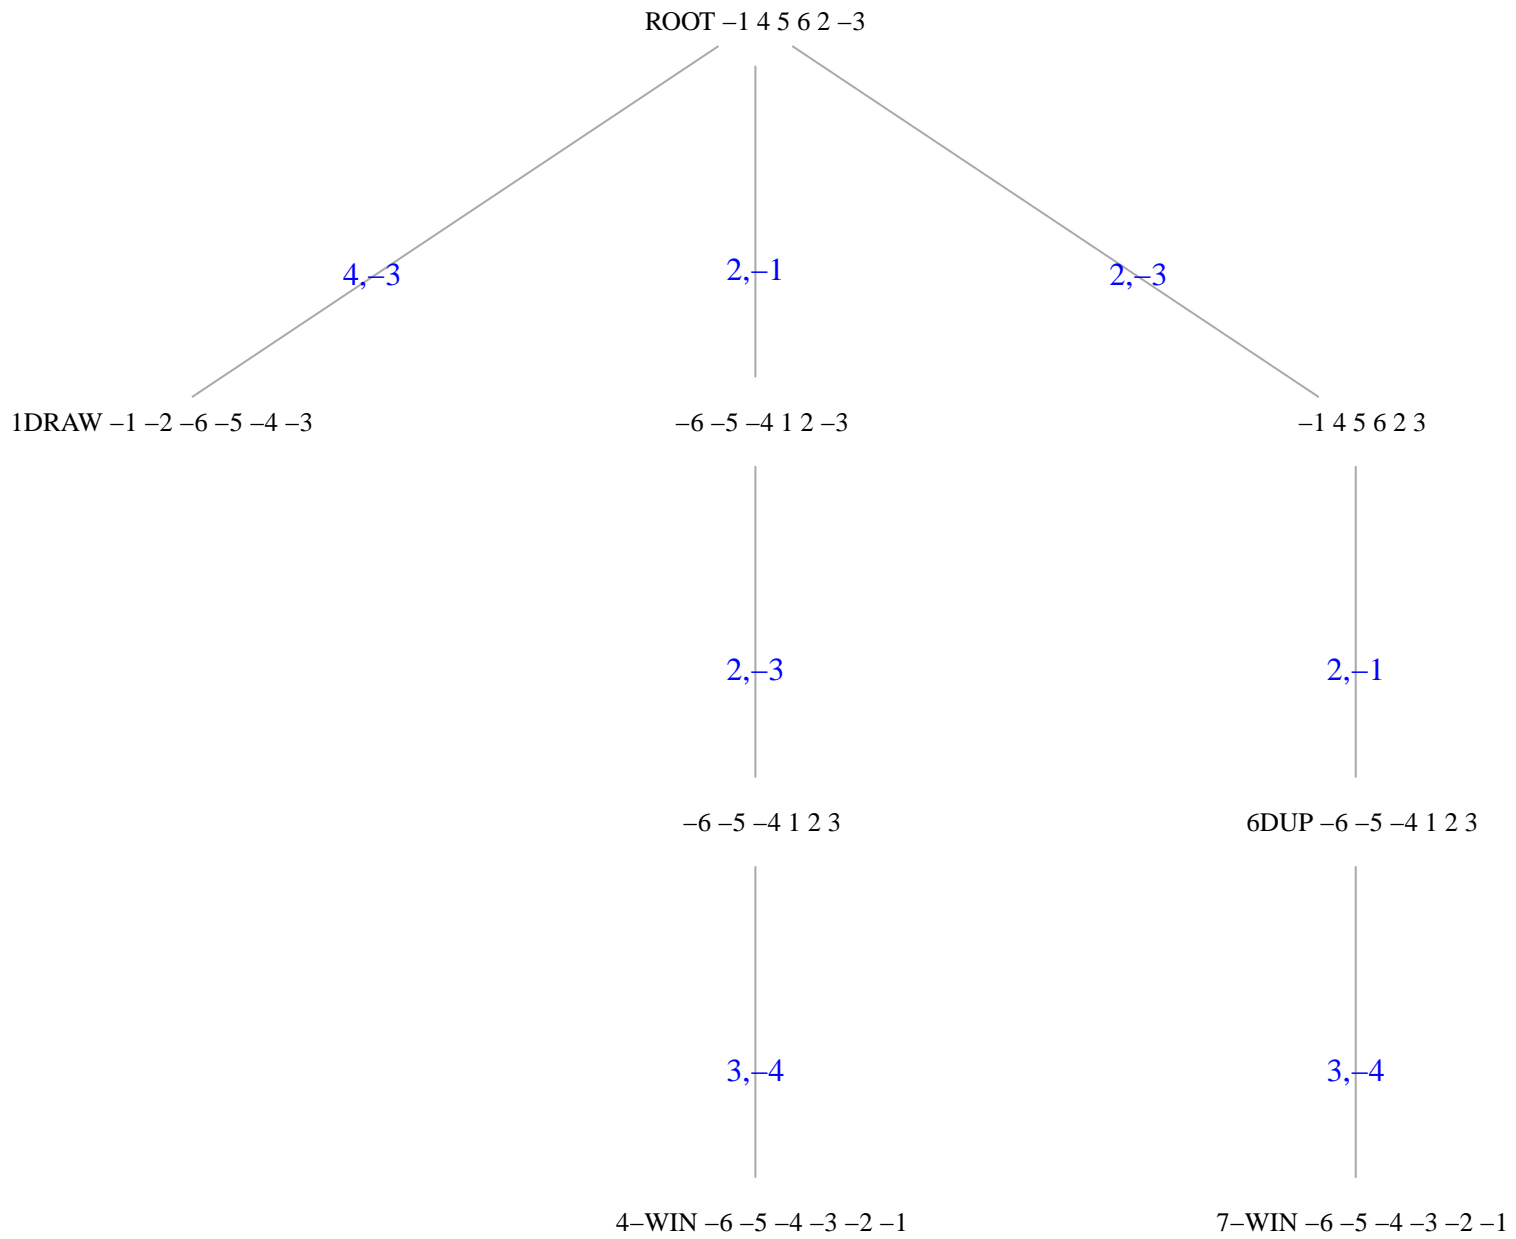 ROOT –1 4 5 6 2 –3
4,–3
2,–1
2,–3
1DRAW –1 –2 –6 –5 –4 –3
–6 –5 –4 1 2 –3
–1 4 5 6 2 3
2,–3
2,–1
–6 –5 –4 1 2 3
6DUP –6 –5 –4 1 2 3
3,–4
3,–4
4–WIN –6 –5 –4 –3 –2 –1
7–WIN –6 –5 –4 –3 –2 –1